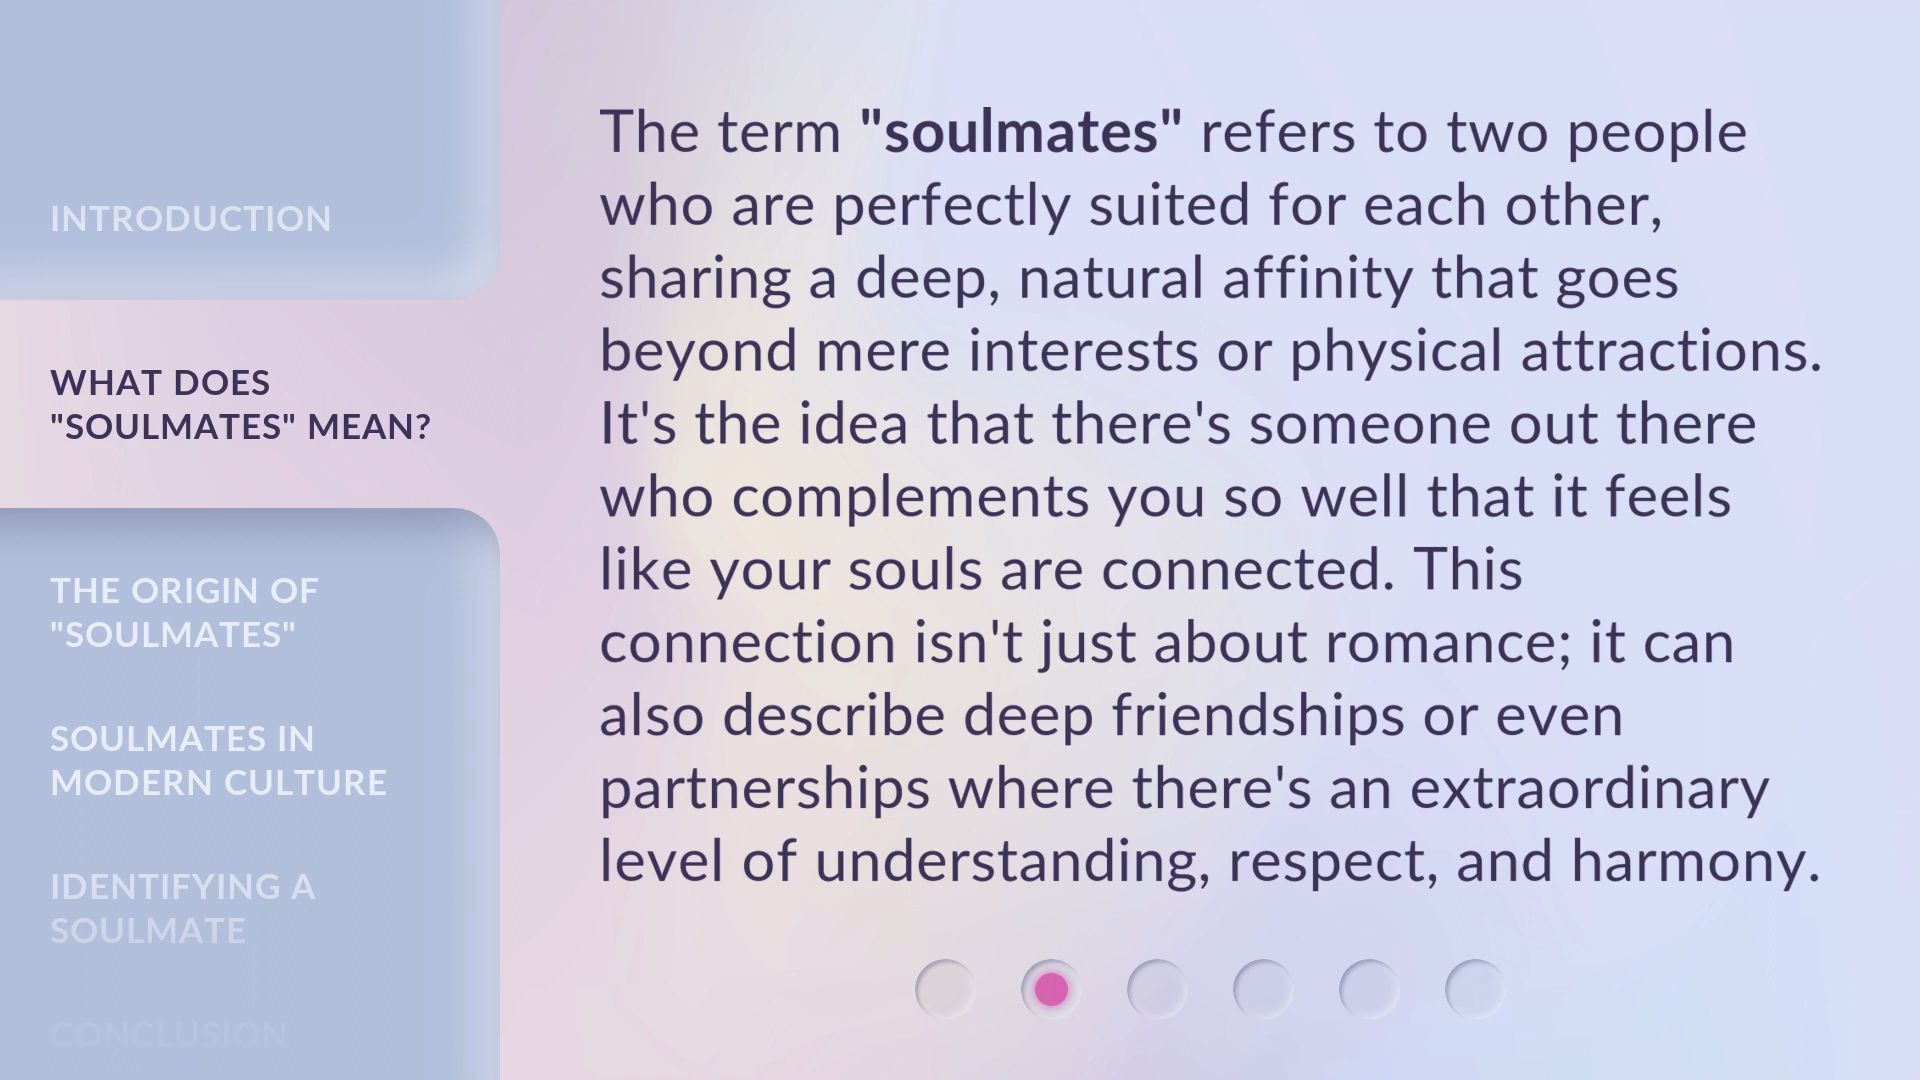 INTRODUCTION
WHAT DOES
"SOULMATES" MEAN?
THE ORIGIN OF
"SOULMATES"
SOULMATES IN
MODERN CULTURE
IDENTIFYING A
SOULMATE
CONCLUSION
The term "soulmates" refers to two people
who are perfectly suited for each other,
sharing a deep, natural affinity that goes
beyond mere interests or physical attractions.
It's the idea that there's someone out there
who complements you so well that it feels
like your souls are connected. This
connection isn't just about romance; it can
also describe deep friendships or even
partnerships where there's an extraordinary
level of understanding, respect, and harmony.